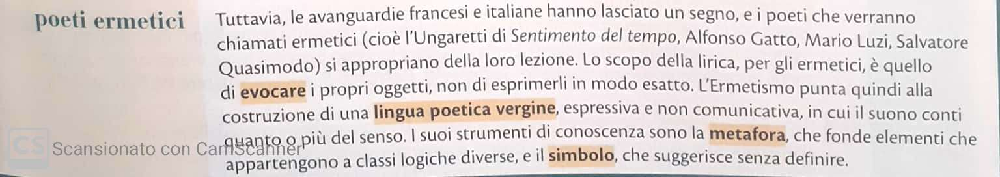 poeti ermetici
Tuttavia, le avanguardie francesi e italiane hanno lasciato un segno, e i poeti che verranno
chiamati ermetici (cioè l'Ungaretti di Sentimento del tempo, Alfonso Gatto, Mario Luzi, Salvatore
Quasimodo) si appropriano della loro lezione. Lo scopo della lirica, per gli ermetici, è quello
di evocare i propri oggetti, non di esprimerli in modo esatto. L'Ermetismo punta quindi alla
costruzione di una lingua poetica vergine, espressiva e non comunicativa, in cui il suono conti
quanto o più del senso. I suoi strumenti di conoscenza sono la metafora, che fonde elementi che
appartengono a classi logiche diverse, e il simbolo, che suggerisce senza definire.
CS Scansionato con CamScanner